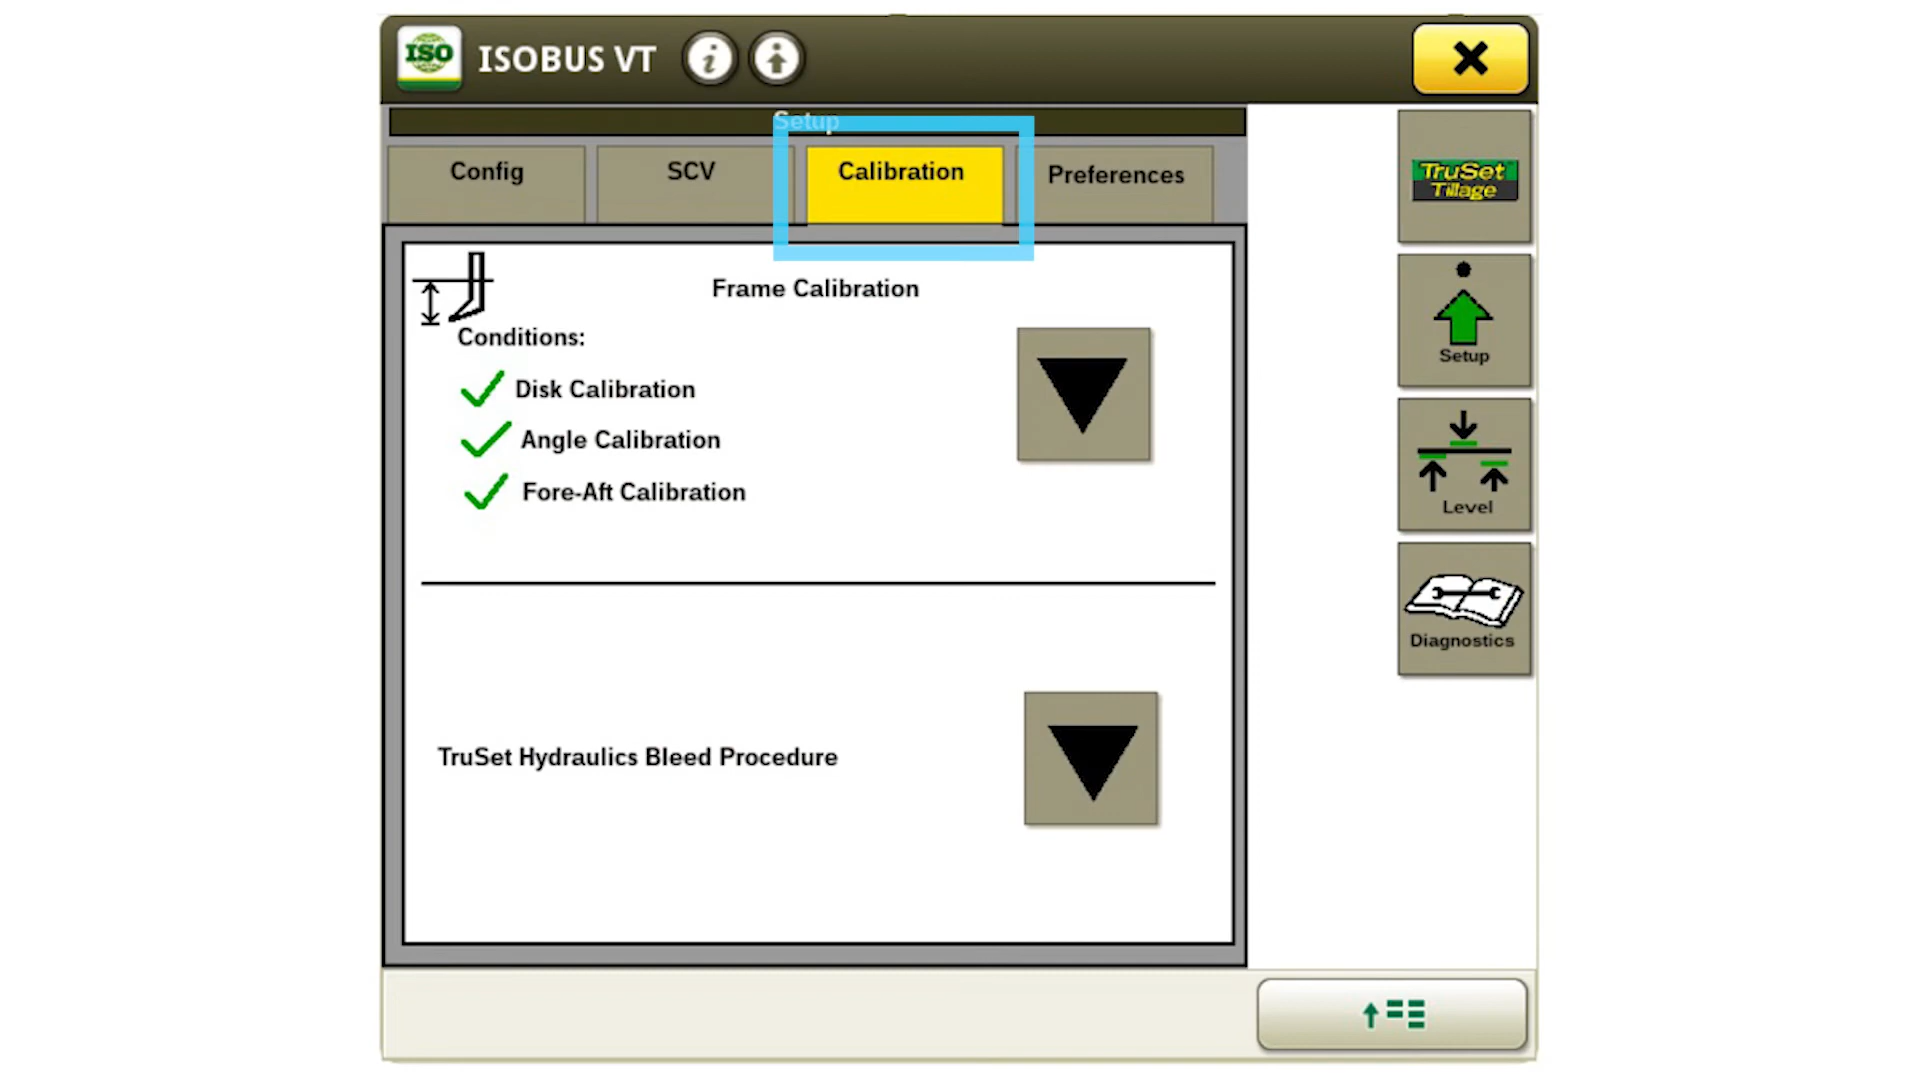 ISO
ISOBUS VT
Setup
Config
SCV
Calibration
Preferences
Frame Calibration
Conditions:
Disk Calibration
Angle Calibration
Fore-Aft Calibration
TruSet Hydraulics Bleed Procedure
TruSet
Tillage
Setup
Level
Diagnostics